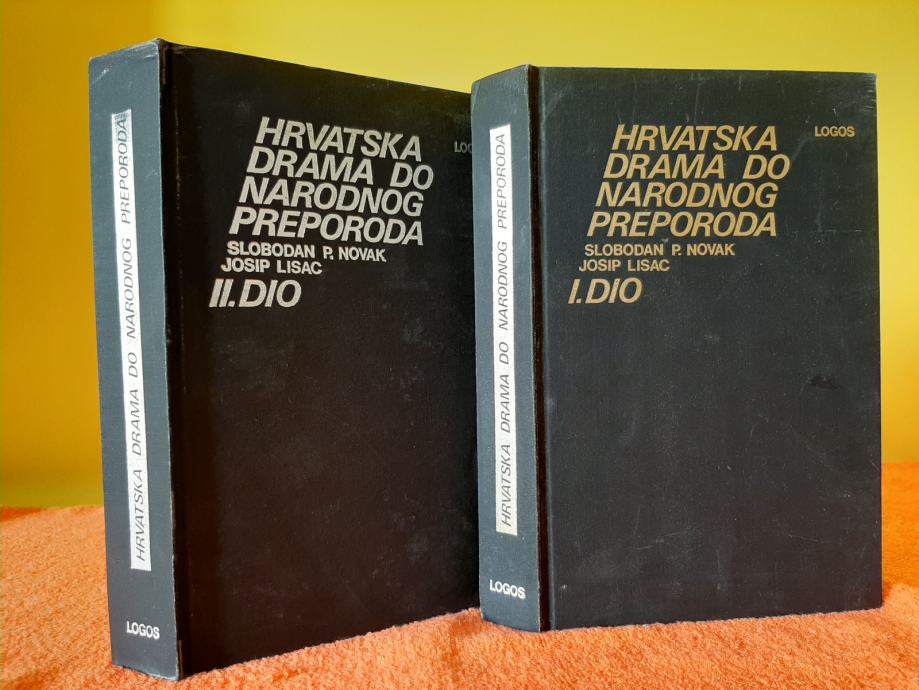 HRVATSKA DRAMA DO NARODNOG PREPORODA
LOGOS
HRVATSKA
DRAMA DO
NARODNOG
PREPORODA
SLOBODAN P. NOVAK
JOSIP LISAC
II. DIO
LOG
HRVATSKA DRAMA DO NARODNOG PREPORODA
LOGOS
HRVATSKA
DRAMA DO
NARODNOG
PREPORODA
SLOBODAN P. NOVAK
JOSIP LISAC
I. DIO
LOGOS